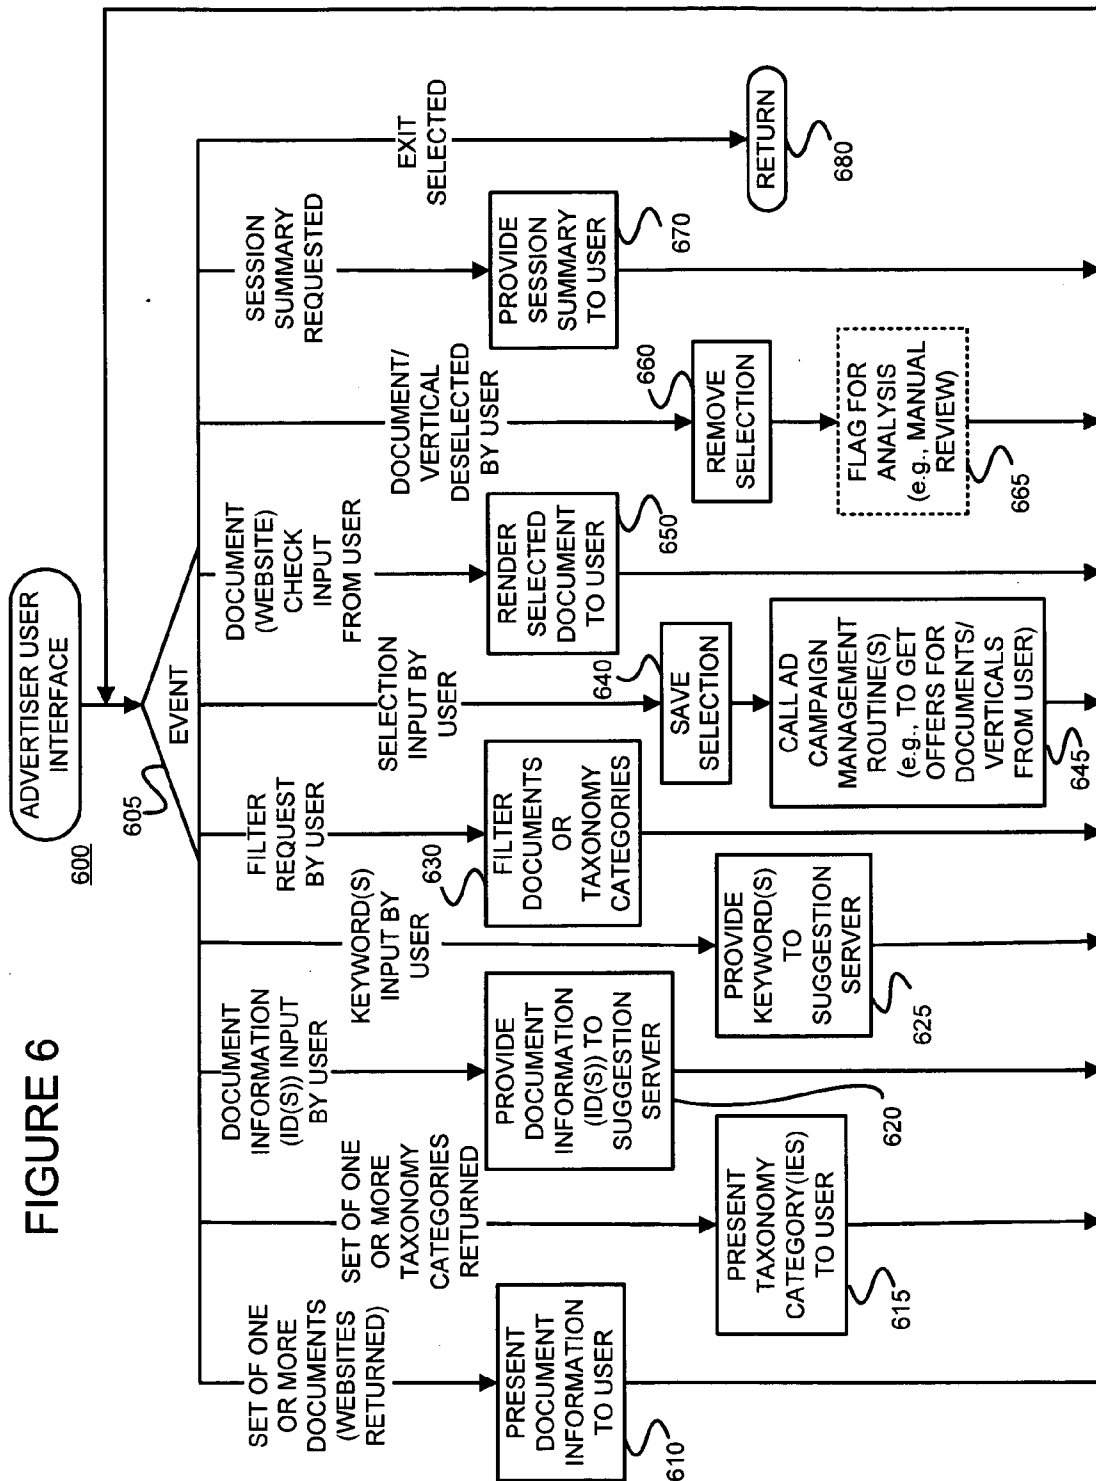 FIGURE 6
ADVERTISER USER
INTERFACE
600
605
EVENT
SET OF ONE
OR MORE
DOCUMENTS
(WEBSITES
RETURNED)
PRESENT
DOCUMENT
INFORMATION
TO USER
610
SET OF ONE
OR MORE
TAXONOMY
CATEGORIES
RETURNED
PRESENT
TAXONOMY
CATEGORY(IES)
TO USER
615
DOCUMENT
INFORMATION
(ID(S)) INPUT
BY USER
PROVIDE
DOCUMENT
INFORMATION
(ID(S)) TO
SUGGESTION
SERVER
620
KEYWORD(S)
INPUT BY
USER
PROVIDE
KEYWORD(S)
TO
SUGGESTION
SERVER
625
FILTER
REQUEST
BY USER
630
FILTER
DOCUMENTS
OR
TAXONOMY
CATEGORIES
SELECTION
INPUT BY
USER
640
SAVE
SELECTION
CALL AD
CAMPAIGN
MANAGEMENT
ROUTINE(S)
(e.g., TO GET
OFFERS FOR
DOCUMENTS/
VERTICALS
FROM USER)
645
DOCUMENT
(WEBSITE)
CHECK
INPUT
FROM USER
RENDER
SELECTED
DOCUMENT
TO USER
650
DOCUMENT/
VERTICAL
DESELECTED
BY USER
660
REMOVE
SELECTION
FLAG FOR
ANALYSIS
(e.g., MANUAL
REVIEW)
665
SESSION
SUMMARY
REQUESTED
PROVIDE
SESSION
SUMMARY
TO USER
670
EXIT
SELECTED
RETURN
680